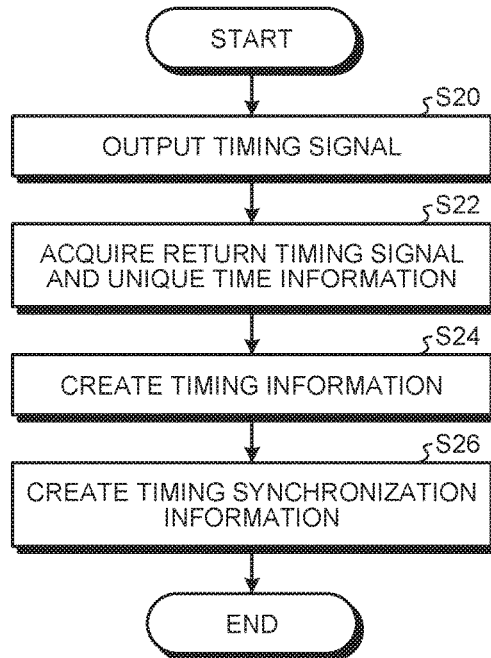 START
S20
OUTPUT TIMING SIGNAL
S22
ACQUIRE RETURN TIMING SIGNAL
AND UNIQUE TIME INFORMATION
S24
CREATE TIMING INFORMATION
S26
CREATE TIMING SYNCHRONIZATION
INFORMATION
END